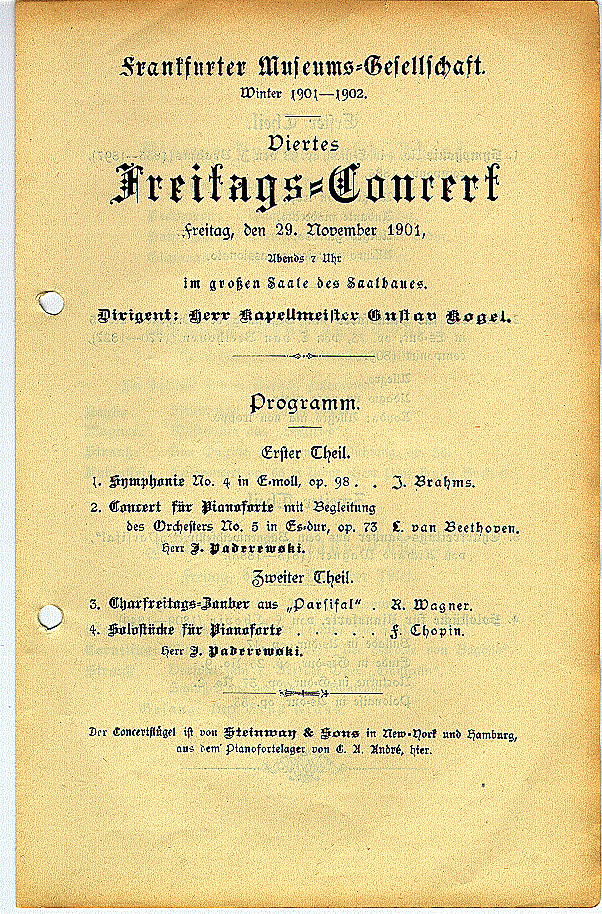 Frankfurter Museums-Gesellschaft.
Winter 1901—1902.
Viertes
Freitags-Concert
Freitag, den 29. November 1901,
Abends 7 Uhr
im großen Saale des Saalbaues.
Dirigent: Herr Kapellmeister Gustav Kogel.
Programm.
Erster Theil.
1. Symphonie No. 4 in E-moll, op. 98 . . J. Brahms.
2. Concert für Pianoforte mit Begleitung
des Orchesters No. 5 in Es-dur, op. 73 L. van Beethoven.
Herr J. Paderewski.
Zweiter Theil.
3. Charfreitags-Zauber aus „Parsifal" . R. Wagner.
4. Solostücke für Pianoforte . . . . . . F. Chopin.
Herr J. Paderewski.
Der Concertflügel ist von Steinway & Sons in New-York und Hamburg,
aus dem Pianofortelager von C. A. André, hier.